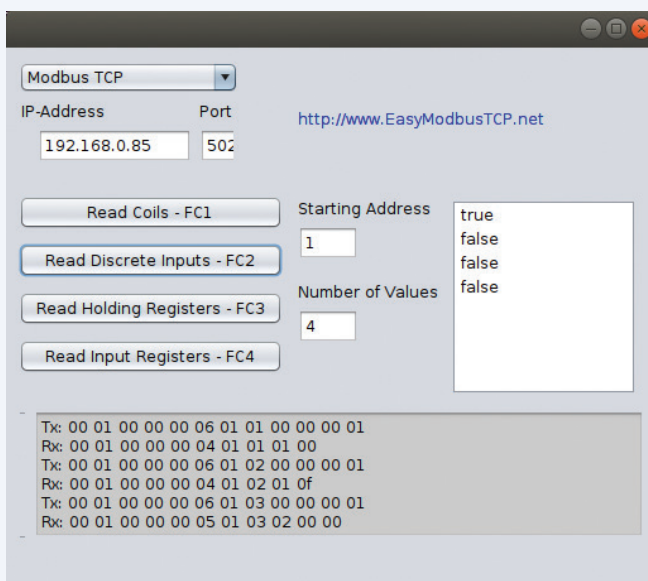 Modbus TCP
IP-Address
Port
192.168.0.85
502
http://www.EasyModbusTCP.net
Read Coils - FC1
Read Discrete Inputs - FC2
Read Holding Registers - FC3
Read Input Registers - FC4
Starting Address
1
Number of Values
4
true
false
false
false
Tx: 00 01 00 00 00 06 01 01 00 00 00 01
Rx: 00 01 00 00 00 04 01 01 01 00
Tx: 00 01 00 00 00 06 01 02 00 00 00 01
Rx: 00 01 00 00 00 04 01 02 01 0f
Tx: 00 01 00 00 00 06 01 03 00 00 00 01
Rx: 00 01 00 00 00 05 01 03 02 00 00